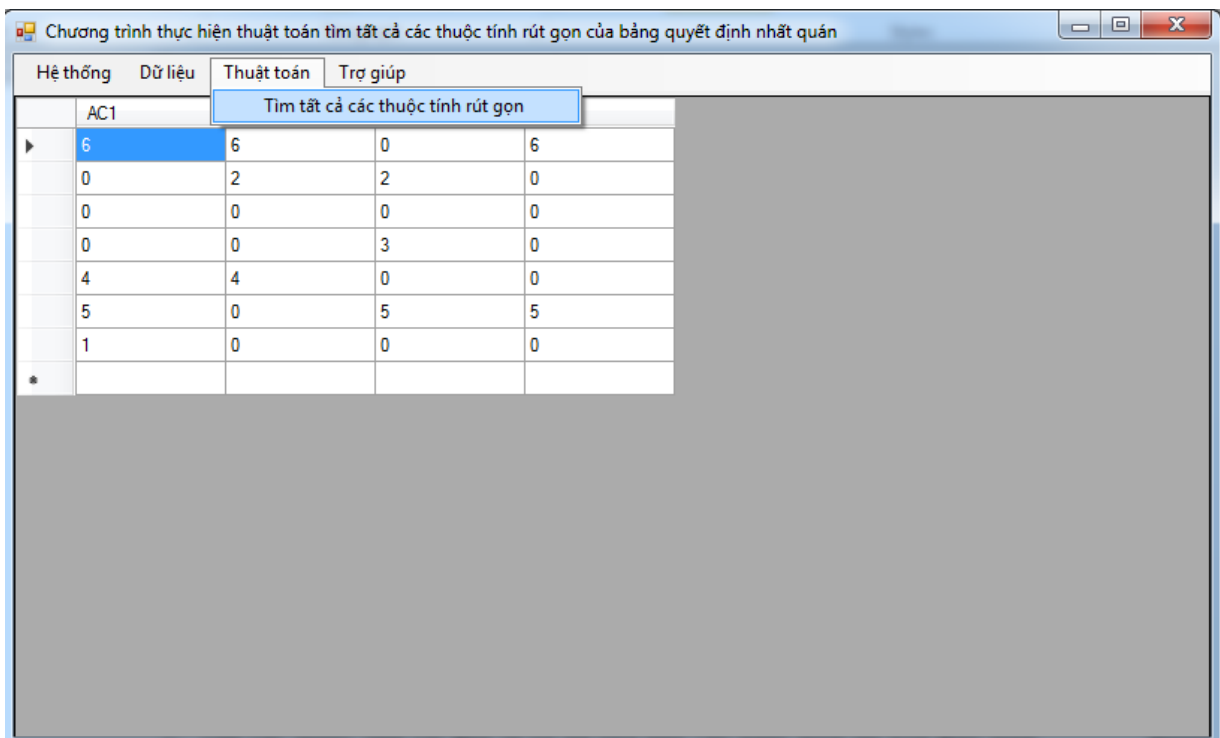 Chương trình thực hiện thuật toán tìm tất cả các thuộc tính rút gọn của bảng quyết định nhất quán
Hệ thống Dữ liệu Thuật toán Trợ giúp
Tìm tất cả các thuộc tính rút gọn
AC1
6 6 0 6
0 2 2 0
0 0 0 0
0 0 3 0
4 4 0 0
5 0 5 5
1 0 0 0